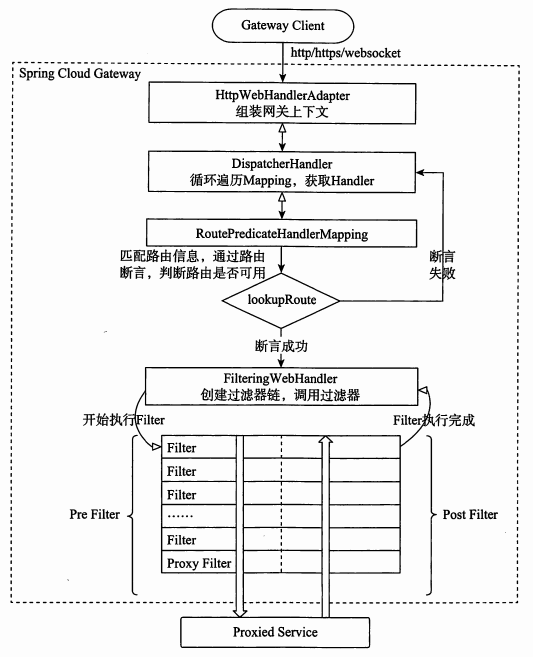 Gateway Client
http/https/websocket
Spring Cloud Gateway
HttpWebHandlerAdapter
组装网关上下文
DispatcherHandler
循环遍历Mapping，获取Handler
RoutePredicateHandlerMapping
匹配路由信息，通过路由
断言，判断路由是否可用
断言
失败
lookupRoute
断言成功
FilteringWebHandler
创建过滤器链，调用过滤器
开始执行Filter
Filter执行完成
Filter
Filter
Filter
……
Filter
Proxy Filter
Pre Filter
Post Filter
Proxied Service